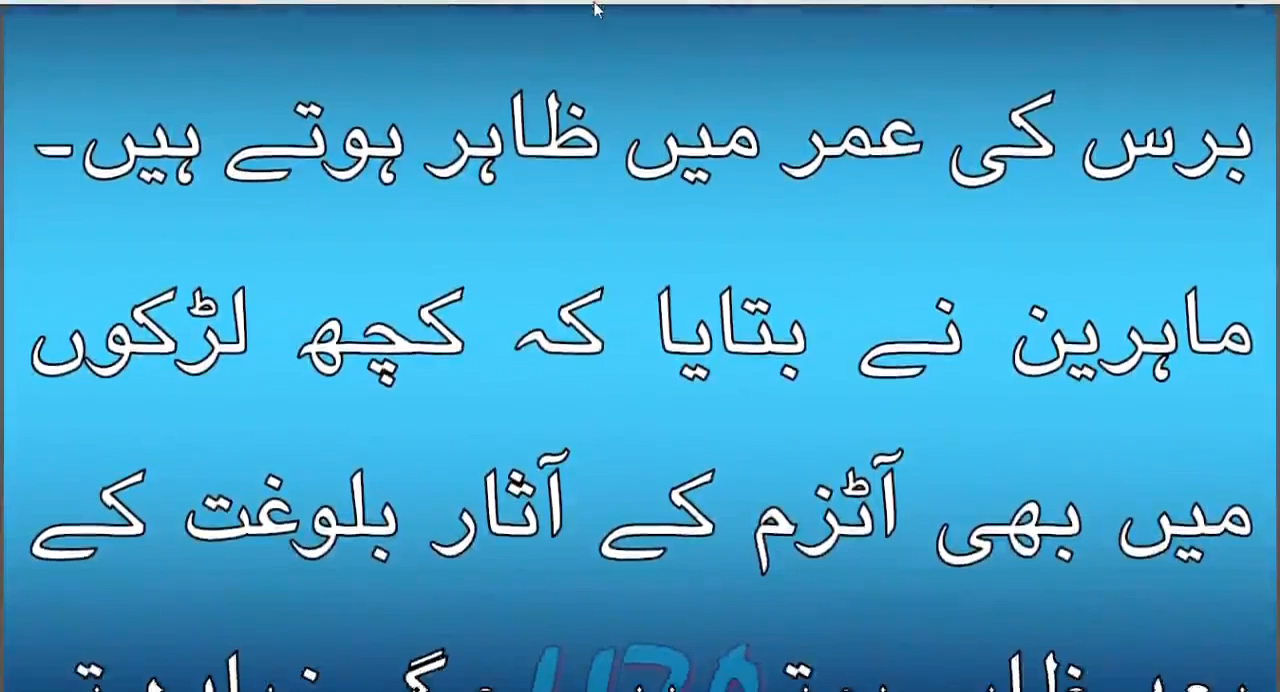 برس کی عمر میں ظاہر ہوتے ہیں۔
ماہرین نے بتایا کہ کچھ لڑکوں
میں بھی آٹزم کے آثار بلوغت کے